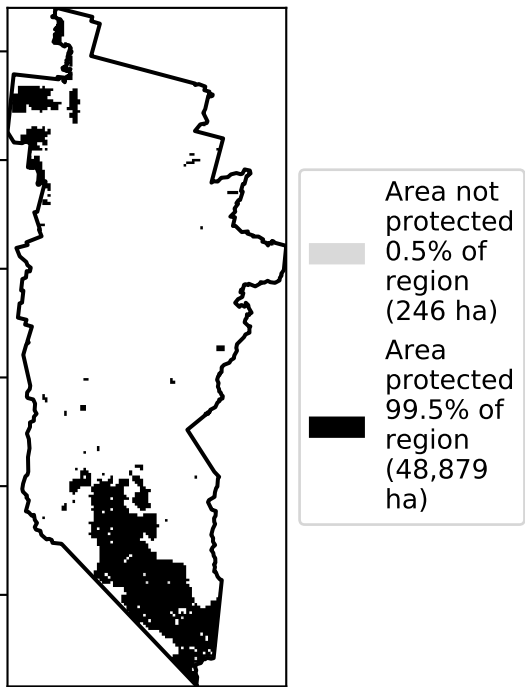 Area not
protected
0.5% of
region
(246 ha)
Area
protected
99.5% of
region
(48,879
ha)